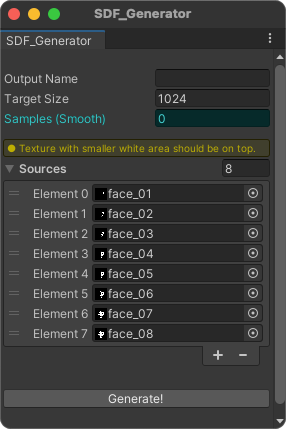 SDF_Generator
SDF_Generator
Output Name
Target Size 1024
Samples (Smooth) 0
Texture with smaller white area should be on top.
Sources 8
Element 0 face_01
Element 1 face_02
Element 2 face_03
Element 3 face_04
Element 4 face_05
Element 5 face_06
Element 6 face_07
Element 7 face_08
+ −
Generate!